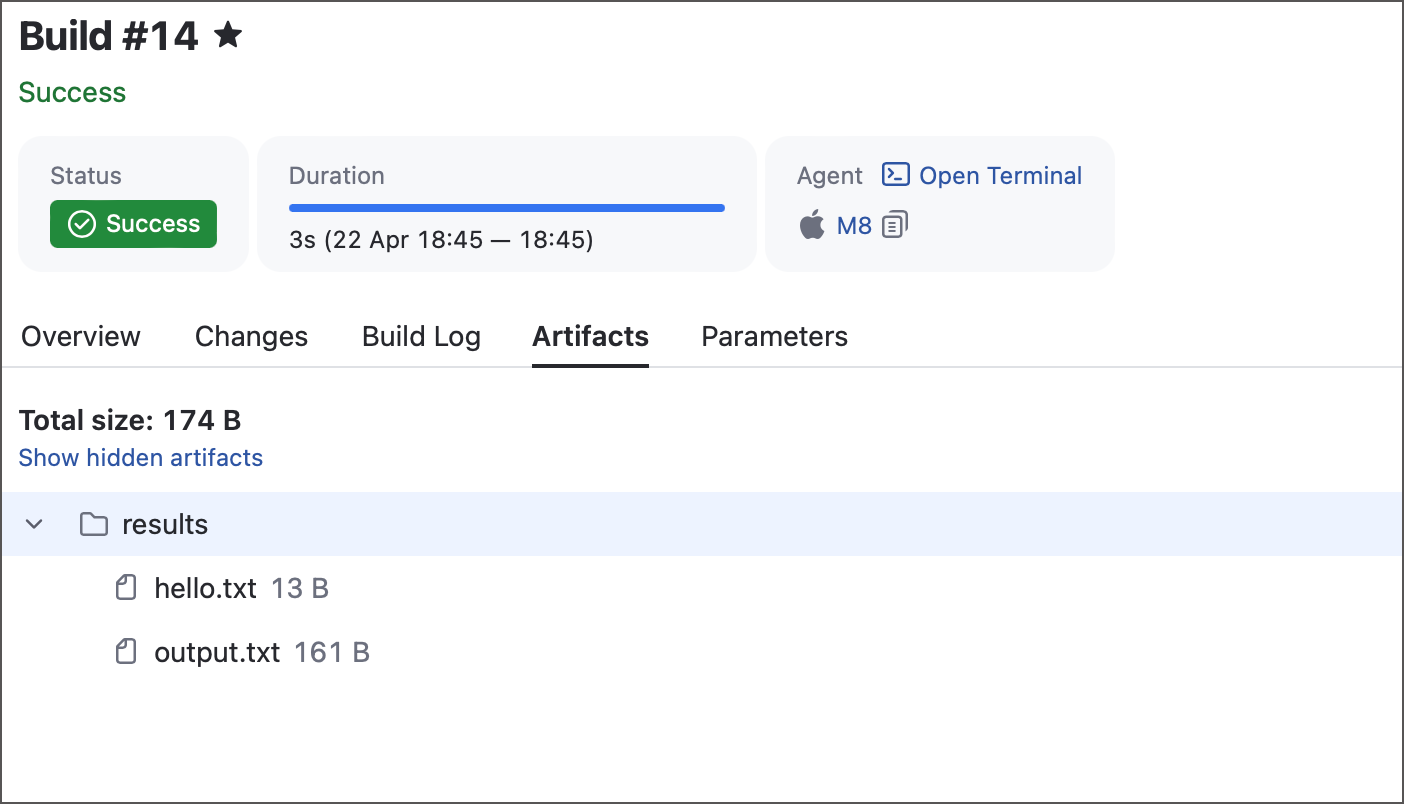 Build #14
Success
Status
Success
Duration
3s (22 Apr 18:45 — 18:45)
Agent Open Terminal
M8
Overview Changes Build Log Artifacts Parameters
Total size: 174 B
Show hidden artifacts
results
hello.txt 13 B
output.txt 161 B